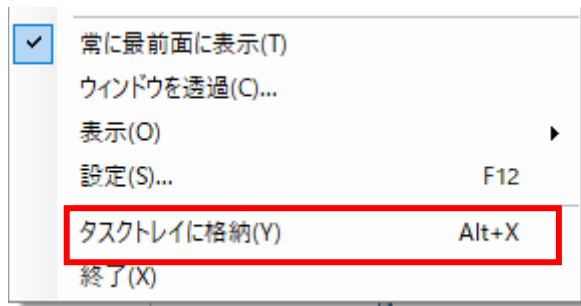 常に最前面に表示(T)
ウィンドウを透過(C)...
表示(O)
設定(S)... F12
タスクトレイに格納(Y) Alt+X
終了(X)